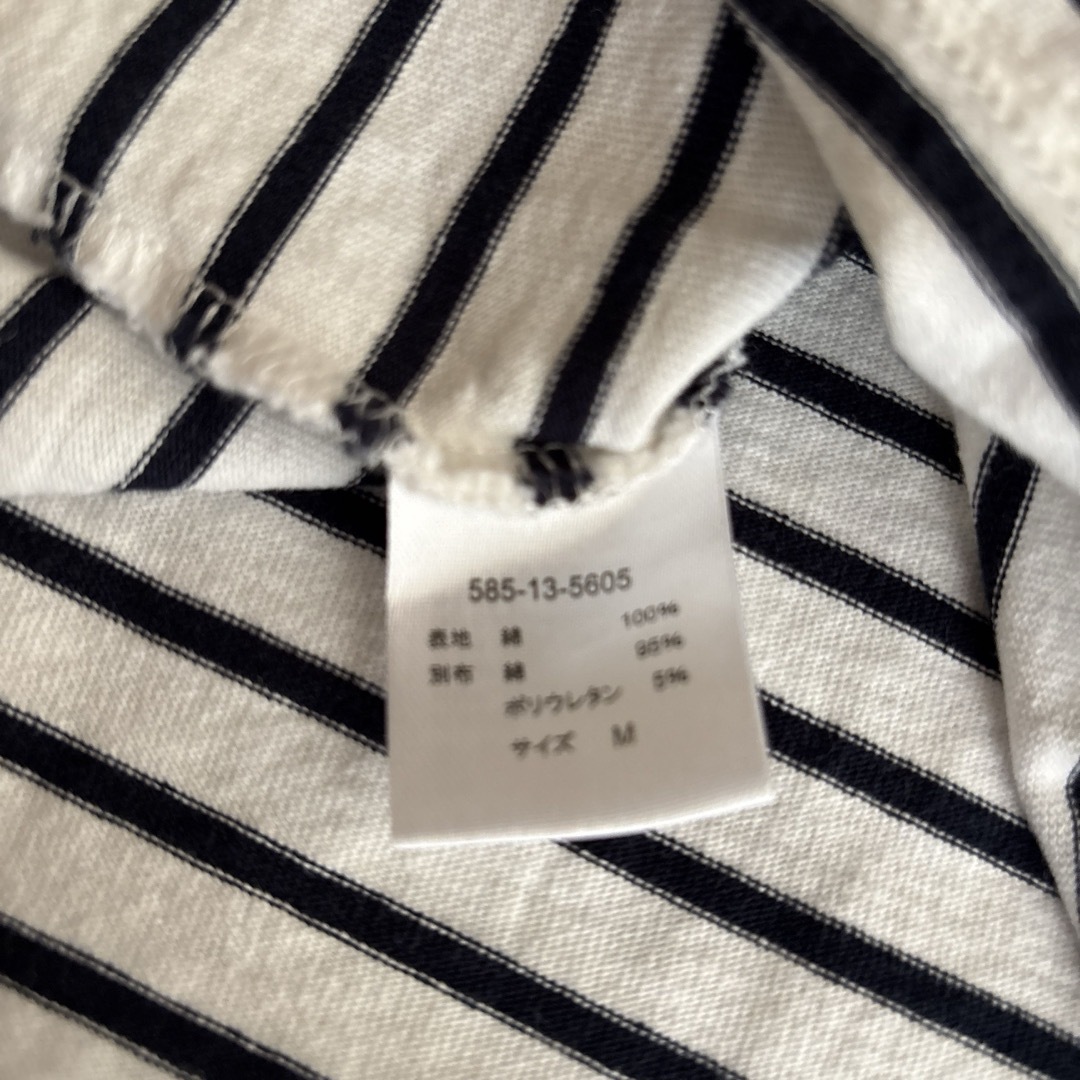 585-13-5605
表地 綿 100%
別布 綿 95%
ポリウレタン 5%
サイズ M